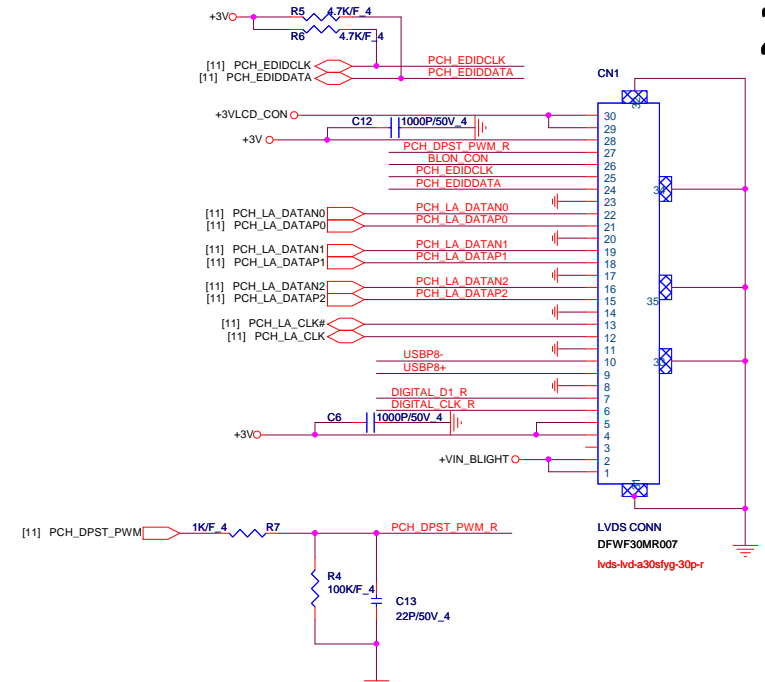 R5 4.7K/F_4
+3V
R6 4.7K/F_4
[11] PCH_EDIDCLK PCH_EDIDCLK
[11] PCH_EDIDDATA PCH_EDIDDATA
CN1
32
+3VLCD_CON 30
C12 1000P/50V_4 29
+3V 28
PCH_DPST_PWM_R 27
BLON_CON 26
PCH_EDIDCLK 25
PCH_EDIDDATA 24
34
23
[11] PCH_LA_DATAN0 PCH_LA_DATAN0 22
[11] PCH_LA_DATAP0 PCH_LA_DATAP0 21
20
[11] PCH_LA_DATAN1 PCH_LA_DATAN1 19
[11] PCH_LA_DATAP1 PCH_LA_DATAP1 18
17
[11] PCH_LA_DATAN2 PCH_LA_DATAN2 16
[11] PCH_LA_DATAP2 PCH_LA_DATAP2 15
35
14
[11] PCH_LA_CLK# 13
[11] PCH_LA_CLK 12
11
USBP8- 10
33
USBP8+ 9
8
DIGITAL_D1_R 7
DIGITAL_CLK_R 6
C6 1000P/50V_4 5
+3V 4
3
+VIN_BLIGHT 2
1
31
[11] PCH_DPST_PWM 1K/F_4 R7 PCH_DPST_PWM_R
LVDS CONN
DFWF30MR007
lvds-lvd-a30sfyg-30p-r
R4
100K/F_4
C13
22P/50V_4